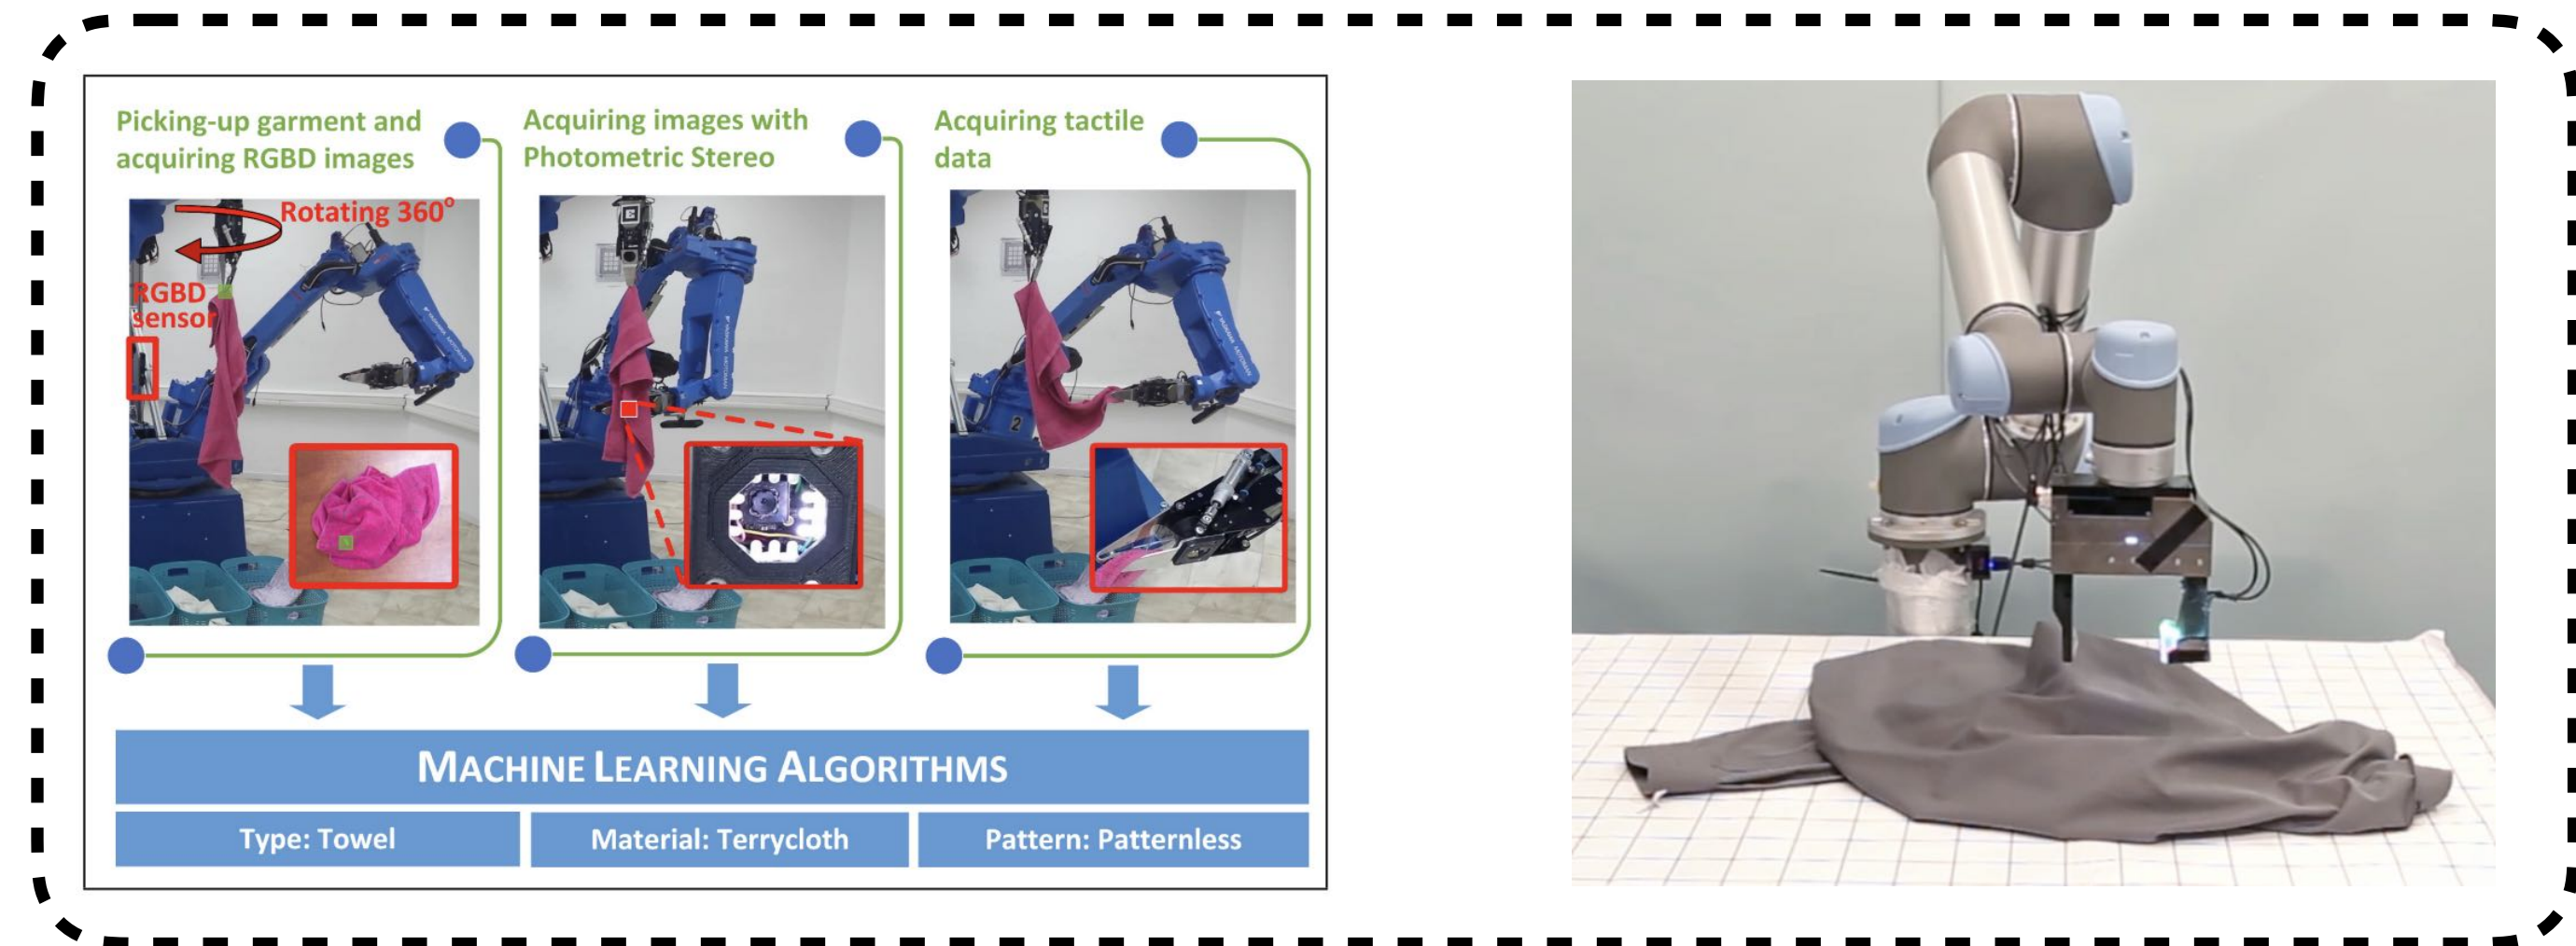 Picking-up garment and
acquiring RGBD images
Acquiring images with
Photometric Stereo
Acquiring tactile
data
Rotating 360°
RGBD
sensor
E
2
MACHINE LEARNING ALGORITHMS
Type: Towel
Material: Terrycloth
Pattern: Patternless